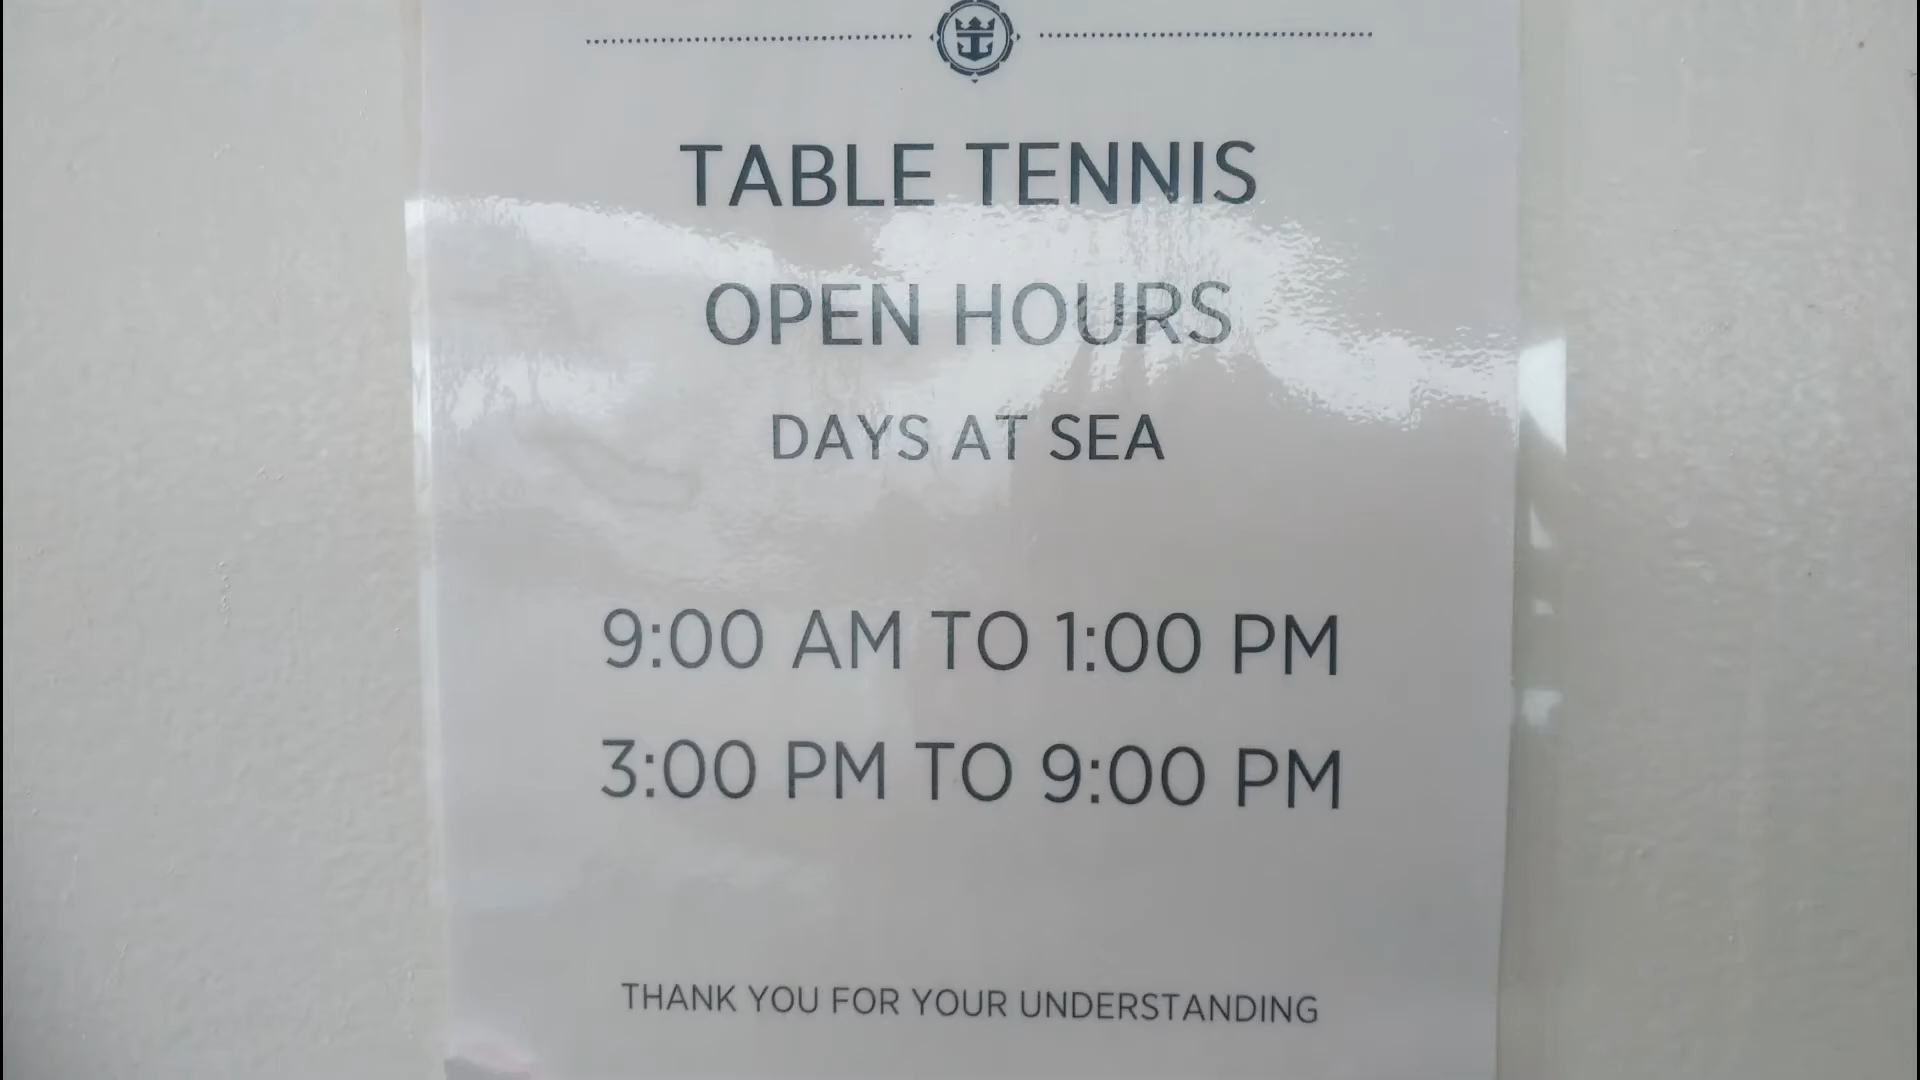 TABLE TENNIS
OPEN HOURS
DAYS AT SEA
9:00 AM TO 1:00 PM
3:00 PM TO 9:00 PM
THANK YOU FOR YOUR UNDERSTANDING